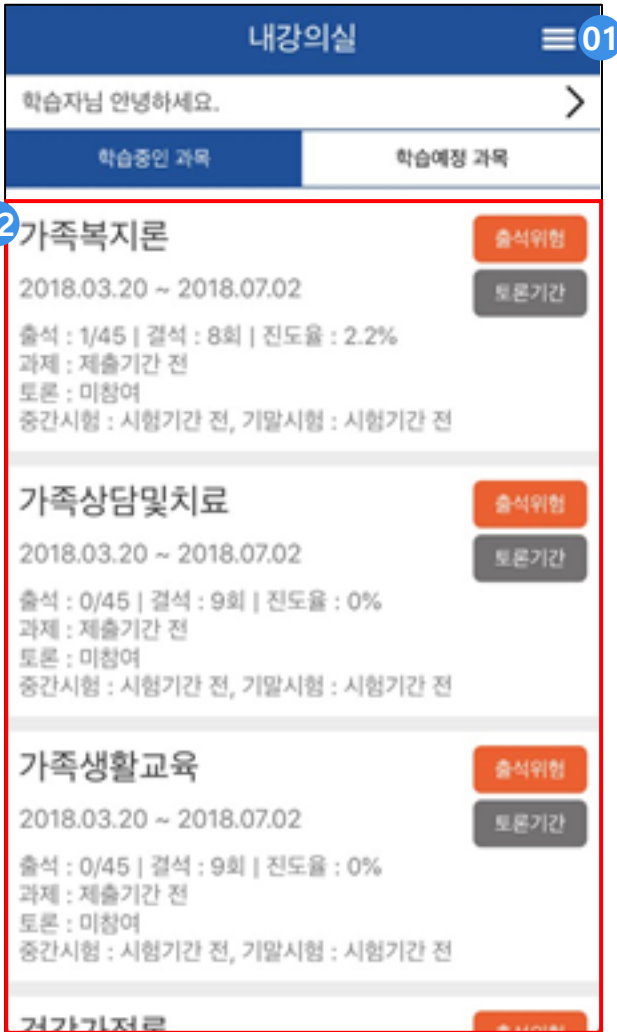 내강의실
01
학습자님 안녕하세요.
학습중인 과목 학습예정 과목
2
가족복지론
출석위험
2018.03.20 ~ 2018.07.02
토론기간
출석 : 1/45 | 결석 : 8회 | 진도율 : 2.2%
과제 : 제출기간 전
토론 : 미참여
중간시험 : 시험기간 전, 기말시험 : 시험기간 전
가족상담및치료
출석위험
2018.03.20 ~ 2018.07.02
토론기간
출석 : 0/45 | 결석 : 9회 | 진도율 : 0%
과제 : 제출기간 전
토론 : 미참여
중간시험 : 시험기간 전, 기말시험 : 시험기간 전
가족생활교육
출석위험
2018.03.20 ~ 2018.07.02
토론기간
출석 : 0/45 | 결석 : 9회 | 진도율 : 0%
과제 : 제출기간 전
토론 : 미참여
중간시험 : 시험기간 전, 기말시험 : 시험기간 전